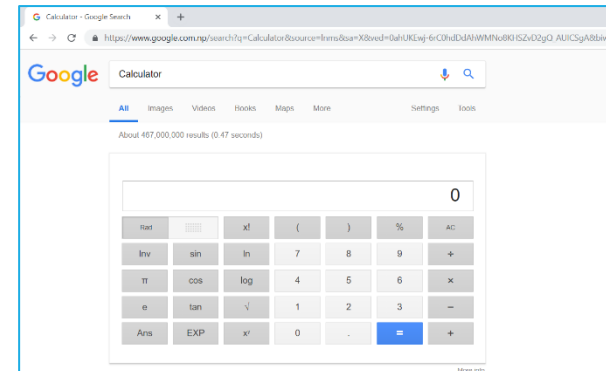 Calculator - Google Search
https://www.google.com.np/search?q=Calculator&source=lnms&sa=X&ved=0ahUKEwj-6rC0hdDdAhWMNo8KHSZvD2gQ_AUICSgA&biw
Google Calculator
All Images Videos Books Maps More Settings Tools
About 467,000,000 results (0.47 seconds)
0
Rad x! ( ) % AC
Inv sin ln 7 8 9 ÷
π cos log 4 5 6 ×
e tan √ 1 2 3 −
Ans EXP xʸ 0 . = +
More info